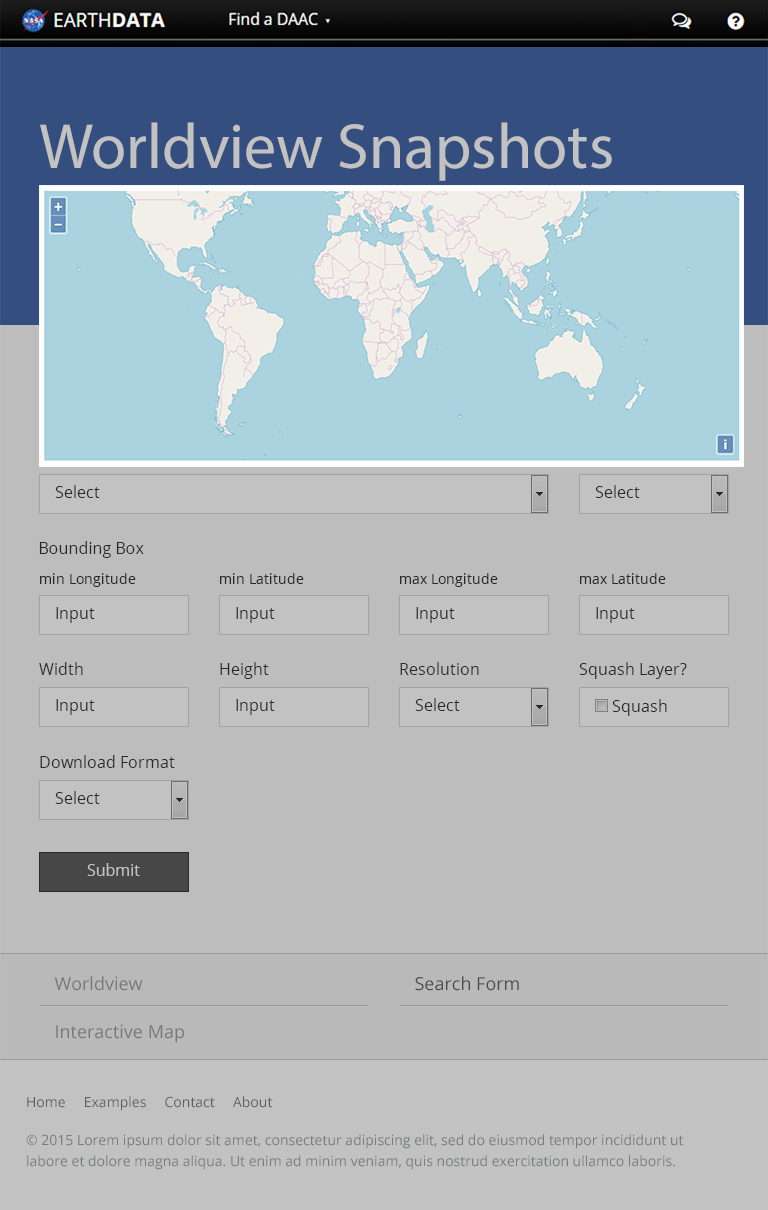 NASA EARTHDATA Find a DAAC
Worldview Snapshots
+
−
i
Select Select
Bounding Box
min Longitude min Latitude max Longitude max Latitude
Input Input Input Input
Width Height Resolution Squash Layer?
Input Input Select Squash
Download Format
Select
Submit
Worldview Search Form
Interactive Map
Home Examples Contact About
© 2015 Lorem ipsum dolor sit amet, consectetur adipiscing elit, sed do eiusmod tempor incididunt ut
labore et dolore magna aliqua. Ut enim ad minim veniam, quis nostrud exercitation ullamco laboris.